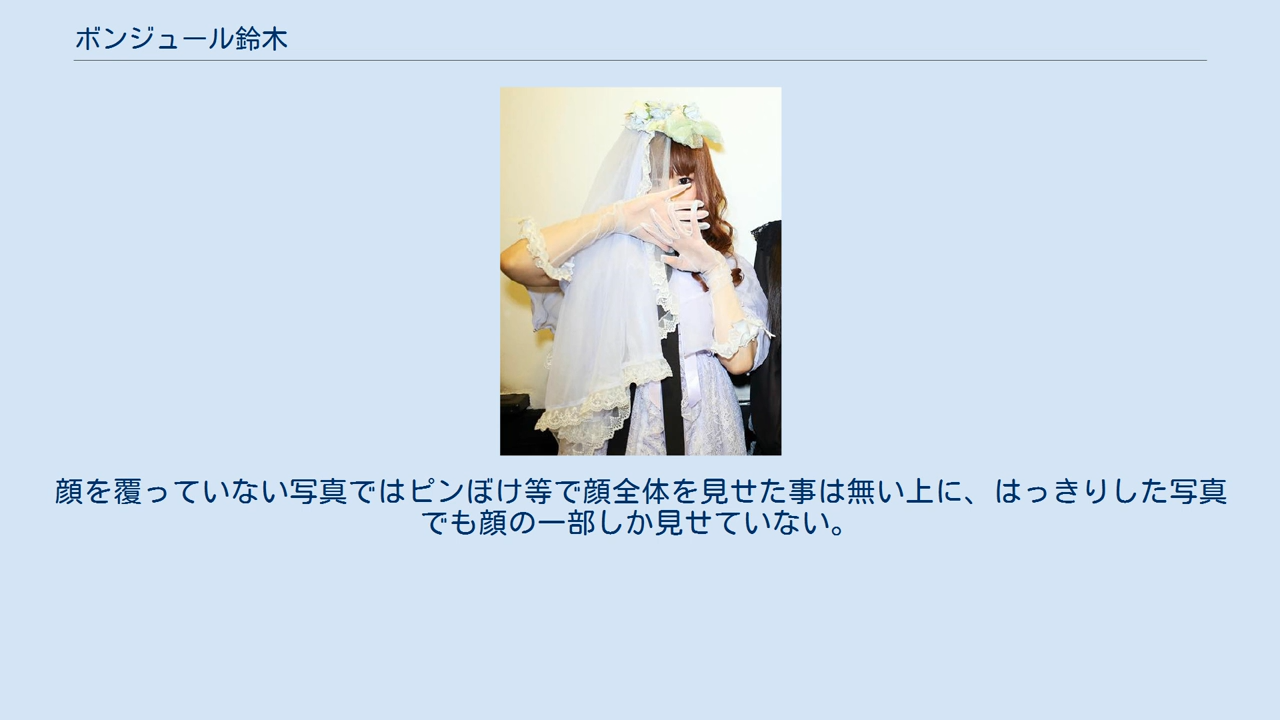 ボンジュール鈴木
顔を覆っていない写真ではピンぼけ等で顔全体を見せた事は無い上に、はっきりした写真
でも顔の一部しか見せていない。